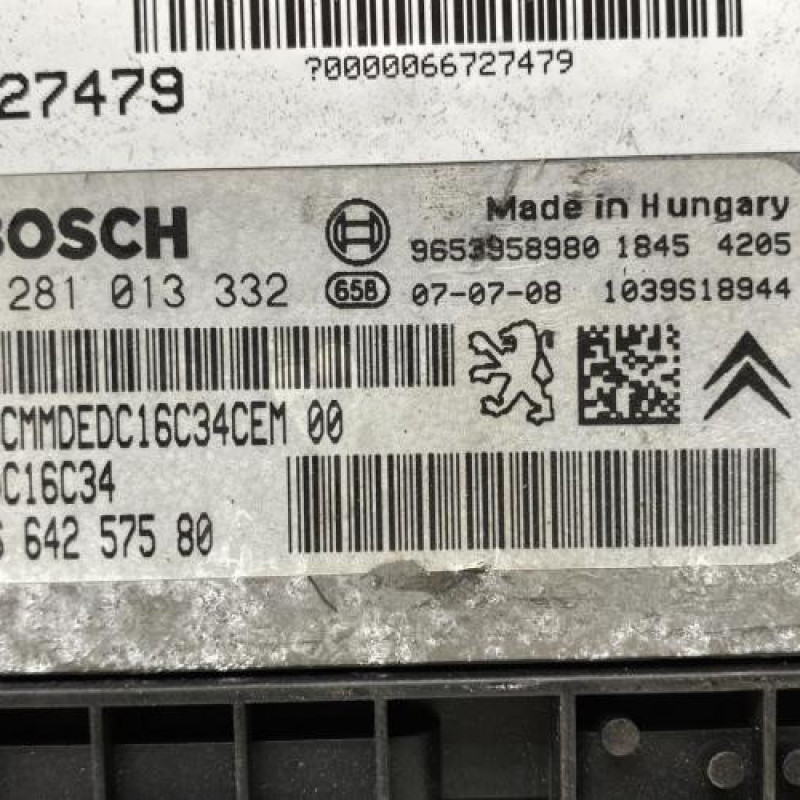 ?0000066727479
27479
BOSCH
Made in Hungary
9653958980 1845 4205
281 013 332
658
07-07-08 1039S18944
CMMDEDC16C34CEM 00
C16C34
6 642 575 80